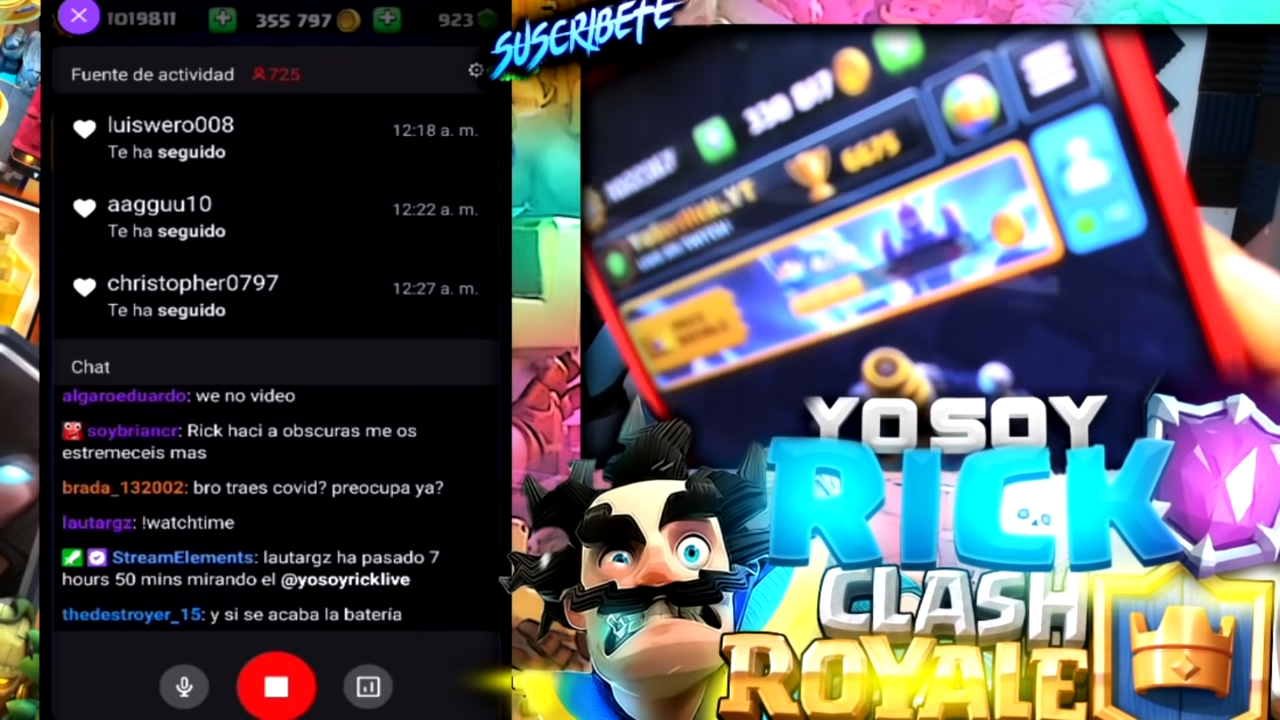 1019811
355 797
923
SUSCRIBETE
Fuente de actividad
725
luiswero008
12:18 a. m.
Te ha seguido
aagguu10
12:22 a. m.
Te ha seguido
christopher0797
12:27 a. m.
Te ha seguido
Chat
algaroeduardo: we no video
soybriancr: Rick haci a obscuras me os
estremeceis mas
brada_132002: bro traes covid? preocupa ya?
lautargz: !watchtime
StreamElements: lautargz ha pasado 7
hours 50 mins mirando el @yosoyricklive
thedestroyer_15: y si se acaba la batería
6675
YO SOY
RICK
CLASH
ROYALE